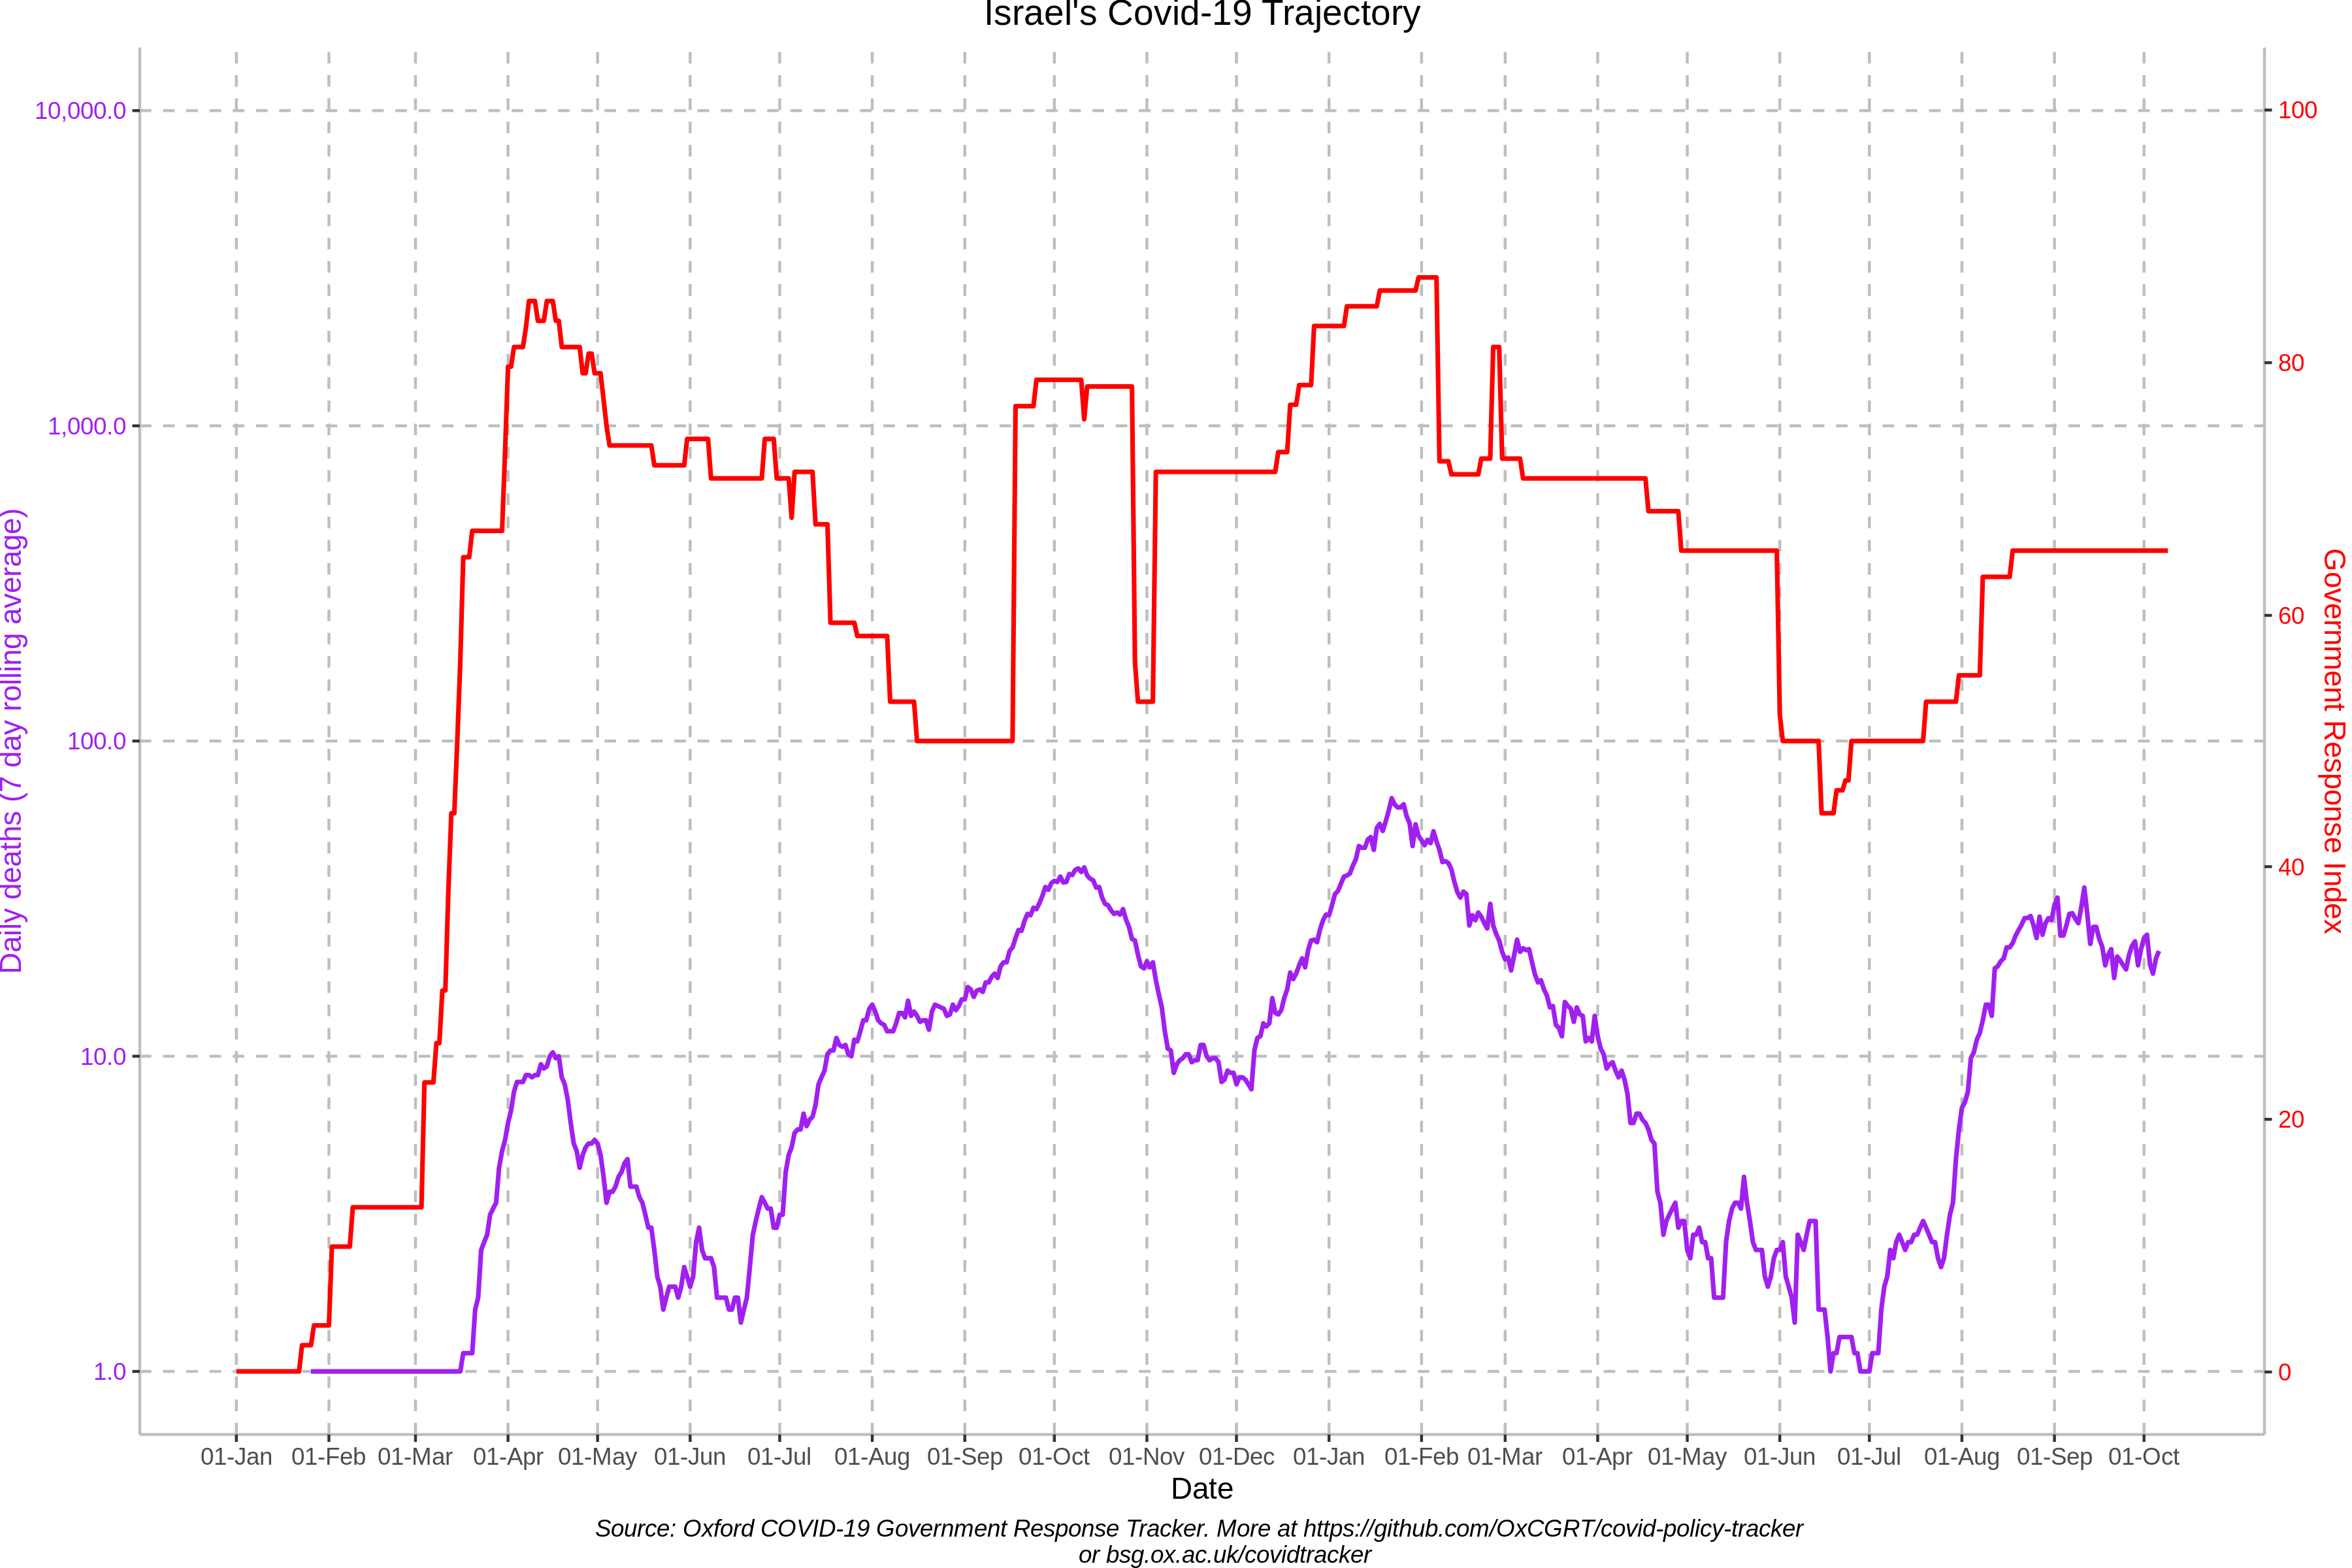 Israel's Covid-19 Trajectory
10,000.0
1,000.0
100.0
10.0
1.0
Daily deaths (7 day rolling average)
100
80
60
40
20
0
Government Response Index
01-Jan 01-Feb 01-Mar 01-Apr 01-May 01-Jun 01-Jul 01-Aug 01-Sep 01-Oct 01-Nov 01-Dec 01-Jan 01-Feb 01-Mar 01-Apr 01-May 01-Jun 01-Jul 01-Aug 01-Sep 01-Oct
Date
Source: Oxford COVID-19 Government Response Tracker. More at https://github.com/OxCGRT/covid-policy-tracker
or bsg.ox.ac.uk/covidtracker